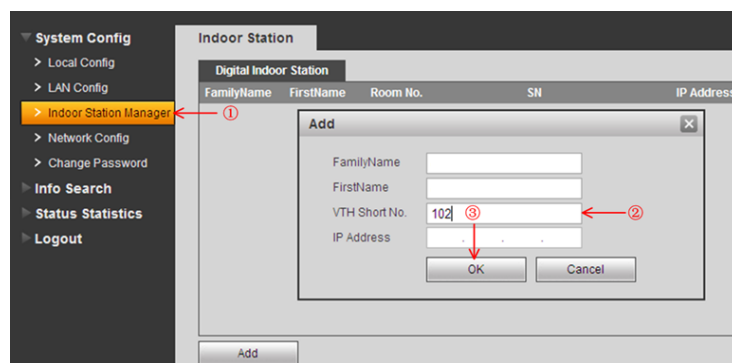 System Config
Local Config
LAN Config
Indoor Station Manager
①
Network Config
Change Password
Info Search
Status Statistics
Logout
Indoor Station
Digital Indoor Station
FamilyName FirstName Room No. SN IP Address
Add
FamilyName
FirstName
VTH Short No. 102 ③ ②
IP Address . . .
OK Cancel
Add